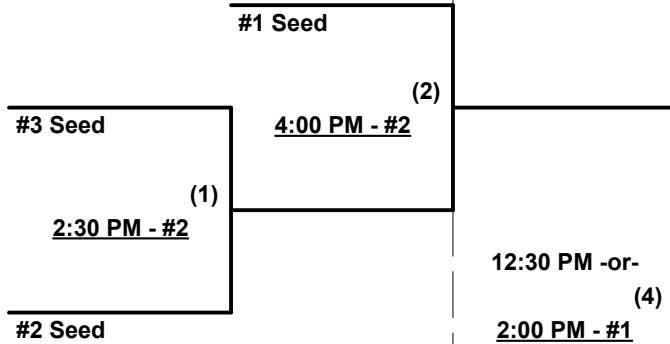 #1 Seed
(2)
#3 Seed
4:00 PM - #2
(1)
2:30 PM - #2
12:30 PM -or-
(4)
#2 Seed
2:00 PM - #1